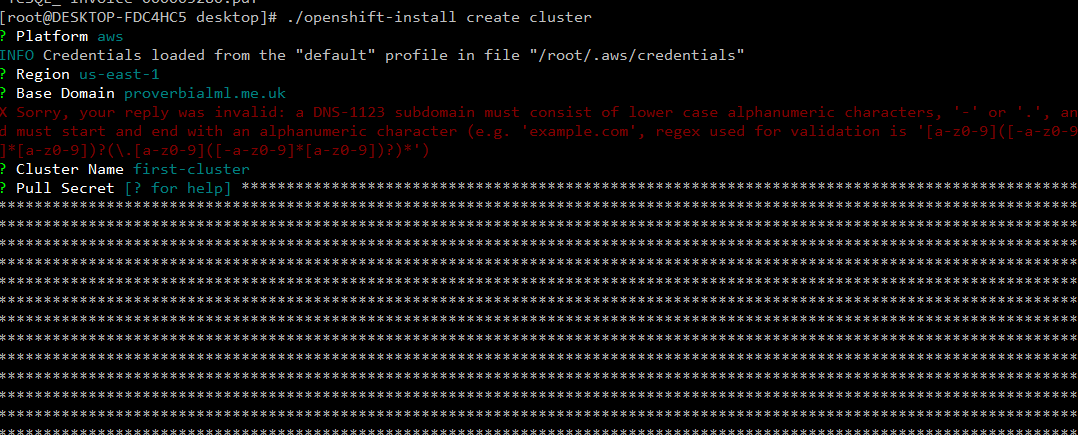 [root@DESKTOP-FDC4HC5 desktop]# ./openshift-install create cluster
? Platform aws
INFO Credentials loaded from the "default" profile in file "/root/.aws/credentials"
? Region us-east-1
? Base Domain proverbialml.me.uk
X Sorry, your reply was invalid: a DNS-1123 subdomain must consist of lower case alphanumeric characters, '-' or '.', an
d must start and end with an alphanumeric character (e.g. 'example.com', regex used for validation is '[a-z0-9]([-a-z0-9
]*[a-z0-9])?(\.[a-z0-9]([-a-z0-9]*[a-z0-9])?)*')
? Cluster Name first-cluster
? Pull Secret [? for help] *********************************************************************************************
************************************************************************************************************************
************************************************************************************************************************
************************************************************************************************************************
************************************************************************************************************************
************************************************************************************************************************
************************************************************************************************************************
************************************************************************************************************************
************************************************************************************************************************
************************************************************************************************************************
************************************************************************************************************************
************************************************************************************************************************
************************************************************************************************************************
************************************************************************************************************************